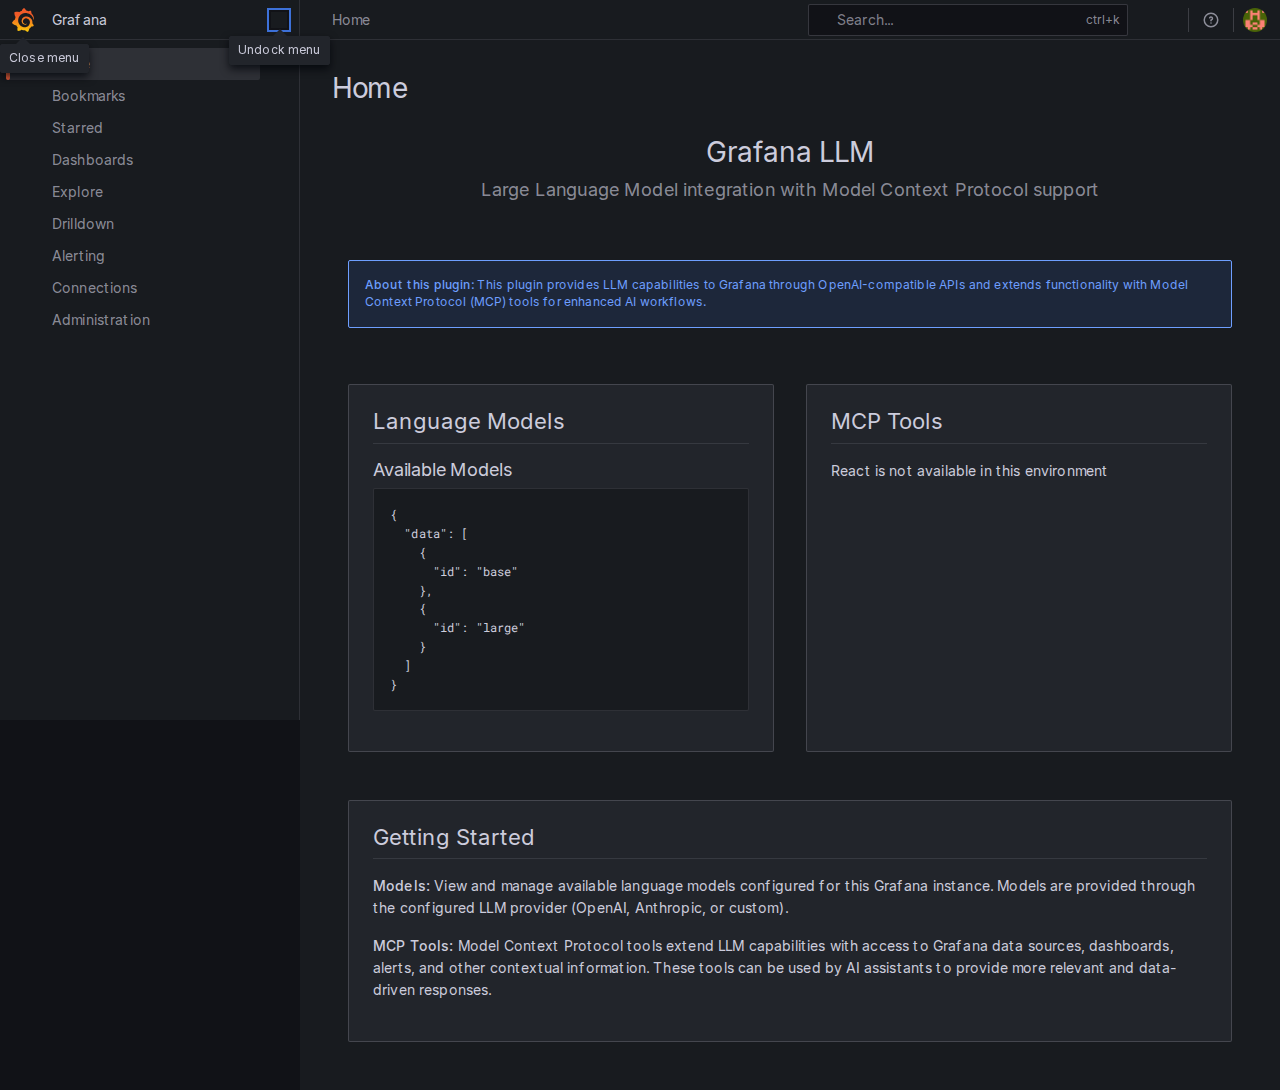 Grafana
Home
Search...
ctrl+k
Close menu
Undock menu
Bookmarks
Starred
Dashboards
Explore
Drilldown
Alerting
Connections
Administration
Home
Grafana LLM
Large Language Model integration with Model Context Protocol support
About this plugin: This plugin provides LLM capabilities to Grafana through OpenAI-compatible APIs and extends functionality with Model
Context Protocol (MCP) tools for enhanced AI workflows.
Language Models
Available Models
{
"data": [
{
"id": "base"
},
{
"id": "large"
}
]
}
MCP Tools
React is not available in this environment
Getting Started
Models: View and manage available language models configured for this Grafana instance. Models are provided through
the configured LLM provider (OpenAI, Anthropic, or custom).
MCP Tools: Model Context Protocol tools extend LLM capabilities with access to Grafana data sources, dashboards,
alerts, and other contextual information. These tools can be used by AI assistants to provide more relevant and data-
driven responses.